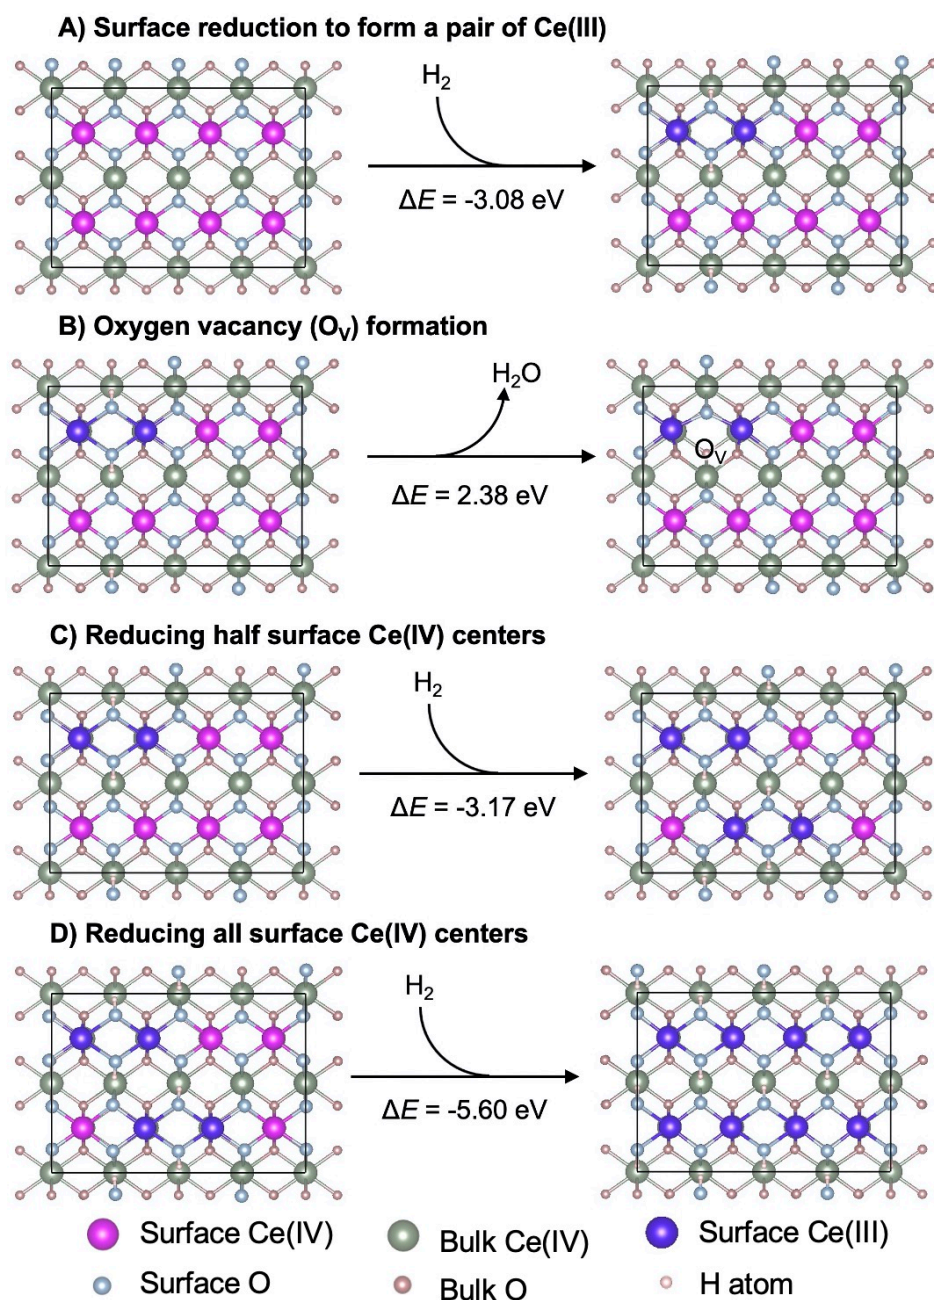 A) Surface reduction to form a pair of Ce(III)
H₂
ΔE = -3.08 eV
B) Oxygen vacancy (Oᵥ) formation
H₂O
Oᵥ
ΔE = 2.38 eV
C) Reducing half surface Ce(IV) centers
H₂
ΔE = -3.17 eV
D) Reducing all surface Ce(IV) centers
H₂
ΔE = -5.60 eV
Surface Ce(IV) Bulk Ce(IV) Surface Ce(III)
Surface O Bulk O H atom